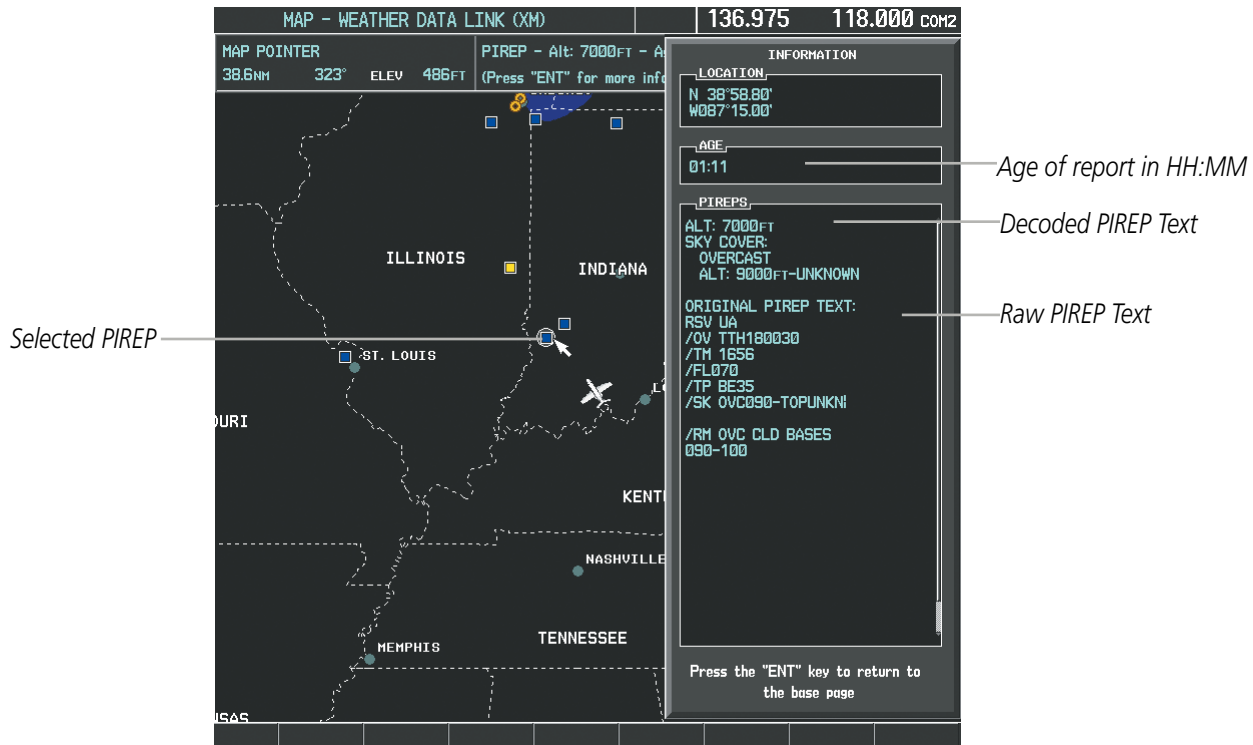 MAP - WEATHER DATA LINK (XM)
136.975 118.000 COM2
MAP POINTER
38.6NM 323° ELEV 486FT
PIREP - Alt: 7000FT - A
(Press "ENT" for more info
INFORMATION
LOCATION
N 38°58.80'
W087°15.00'
AGE
01:11
Age of report in HH:MM
PIREPS
ALT: 7000FT
Decoded PIREP Text
SKY COVER:
OVERCAST
ALT: 9000FT-UNKNOWN
ORIGINAL PIREP TEXT:
Raw PIREP Text
RSV UA
/OV TTH180030
/TM 1656
/FL070
/TP BE35
/SK OVC090-TOPUNKN
/RM OVC CLD BASES
090-100
Press the "ENT" key to return to
the base page
ILLINOIS
INDIANA
Selected PIREP
ST. LOUIS
OURI
KENT
NASHVILLE
TENNESSEE
MEMPHIS